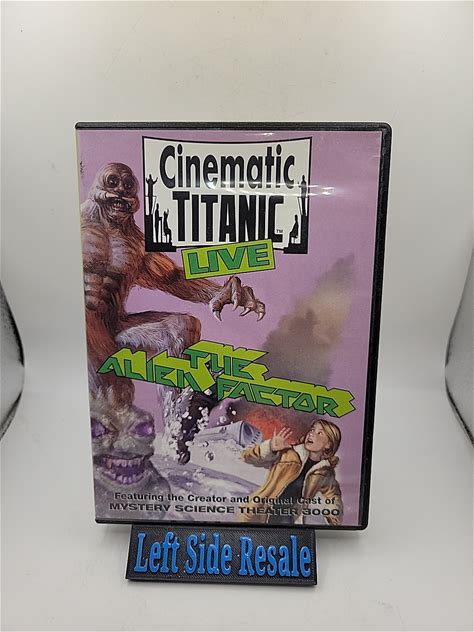 Cinematic
TITANIC™
LIVE
THE
ALIEN FACTOR
Featuring the Creator and Original Cast of
MYSTERY SCIENCE THEATER 3000
Left Side Resale